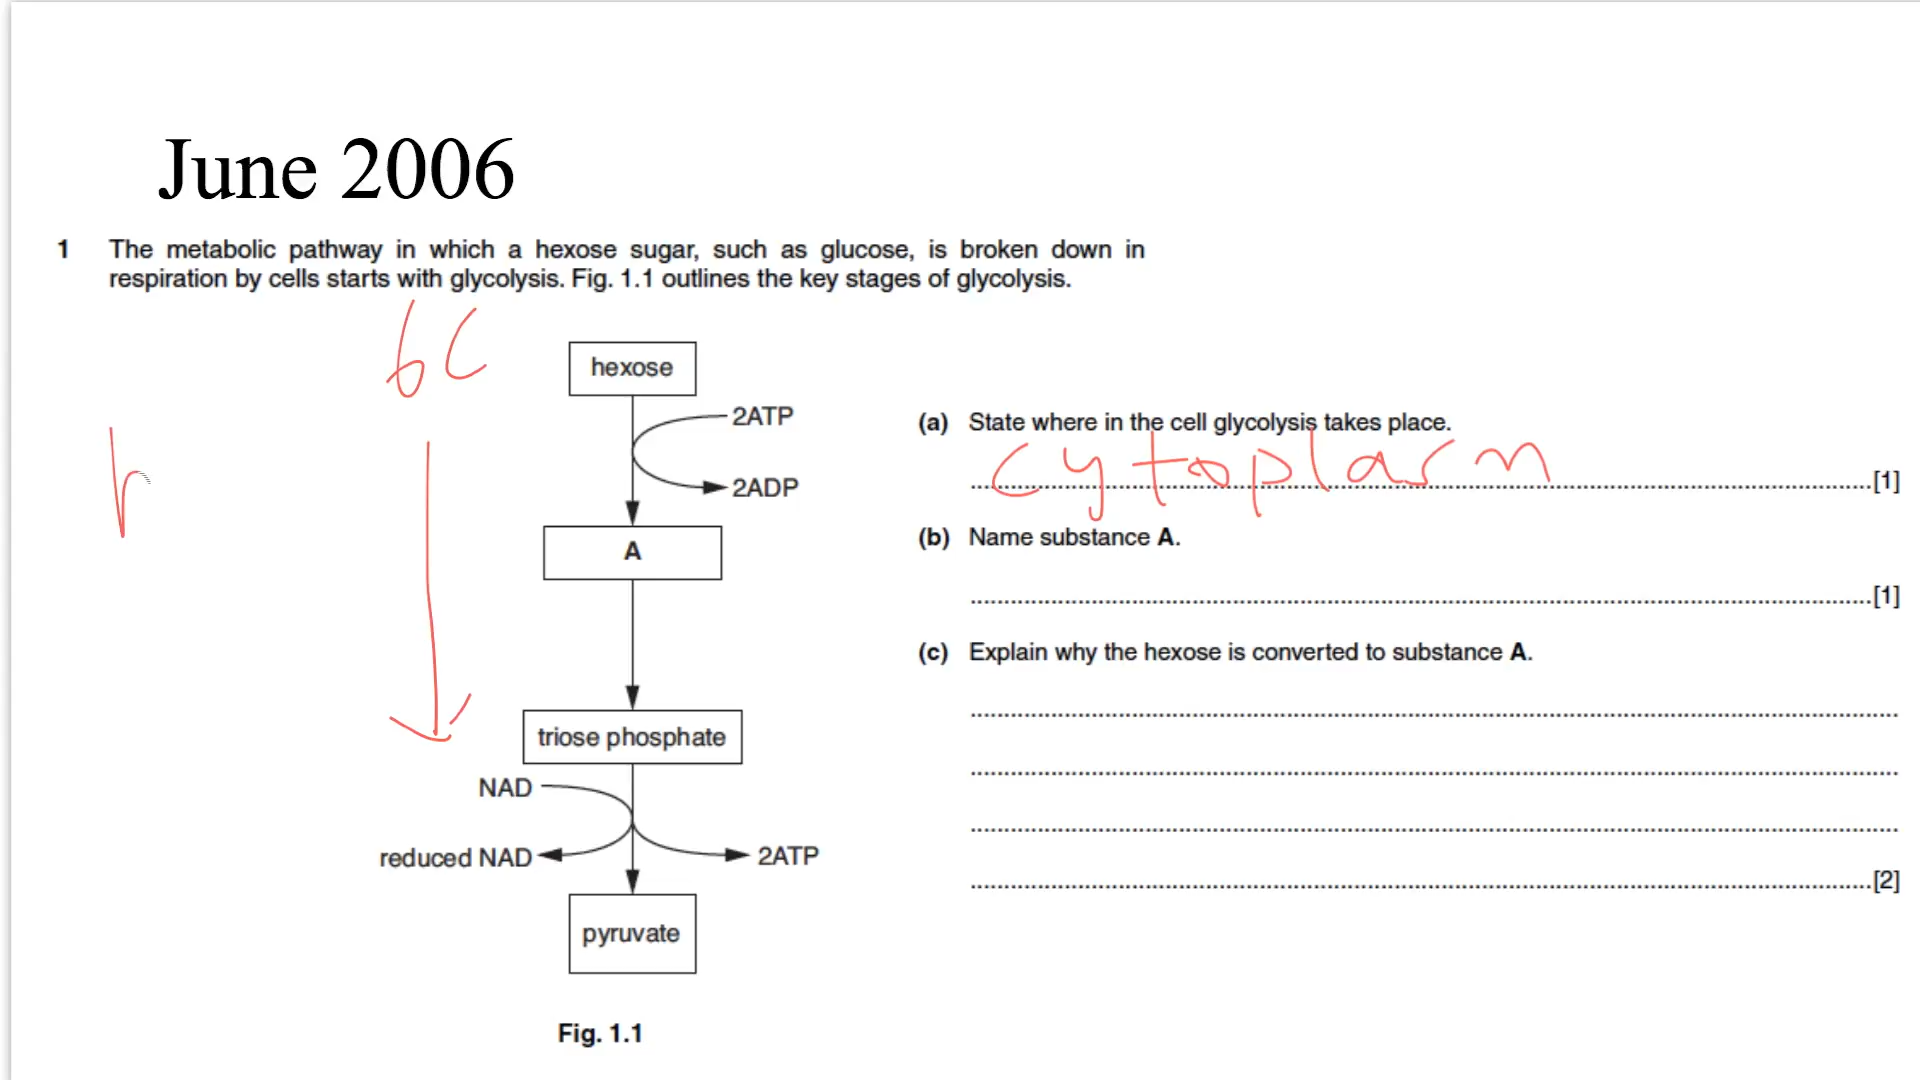 June 2006
1 The metabolic pathway in which a hexose sugar, such as glucose, is broken down in
respiration by cells starts with glycolysis. Fig. 1.1 outlines the key stages of glycolysis.
6C
hexose
2ATP
2ADP
A
triose phosphate
NAD
reduced NAD
2ATP
pyruvate
Fig. 1.1
(a) State where in the cell glycolysis takes place.
cytoplasm
[1]
(b) Name substance A.
[1]
(c) Explain why the hexose is converted to substance A.
[2]